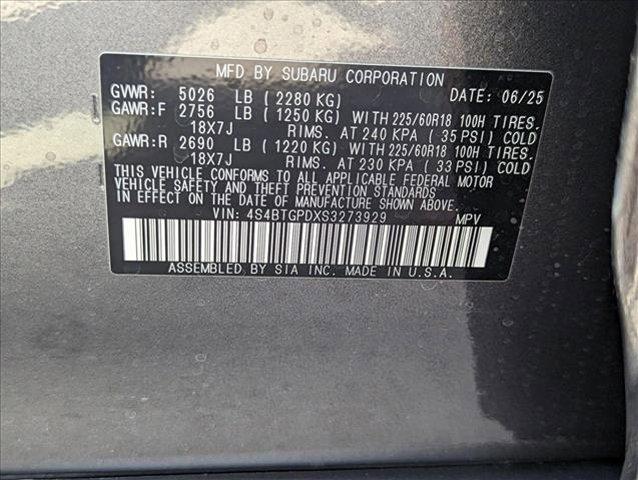 MFD BY SUBARU CORPORATION
GVWR: 5026 LB (2280 KG) DATE: 06/25
GAWR:F 2756 LB (1250 KG) WITH 225/60R18 100H TIRES.
18X7J RIMS. AT 240 KPA (35 PSI) COLD
GAWR:R 2690 LB (1220 KG) WITH 225/60R18 100H TIRES.
18X7J RIMS. AT 230 KPA (33 PSI) COLD
THIS VEHICLE CONFORMS TO ALL APPLICABLE FEDERAL MOTOR
VEHICLE SAFETY AND THEFT PREVENTION STANDARDS
IN EFFECT ON THE DATE OF MANUFACTURE SHOWN ABOVE.
VIN: 4S4BTGPDXS3273929 MPV
ASSEMBLED BY SIA INC. MADE IN U.S.A.